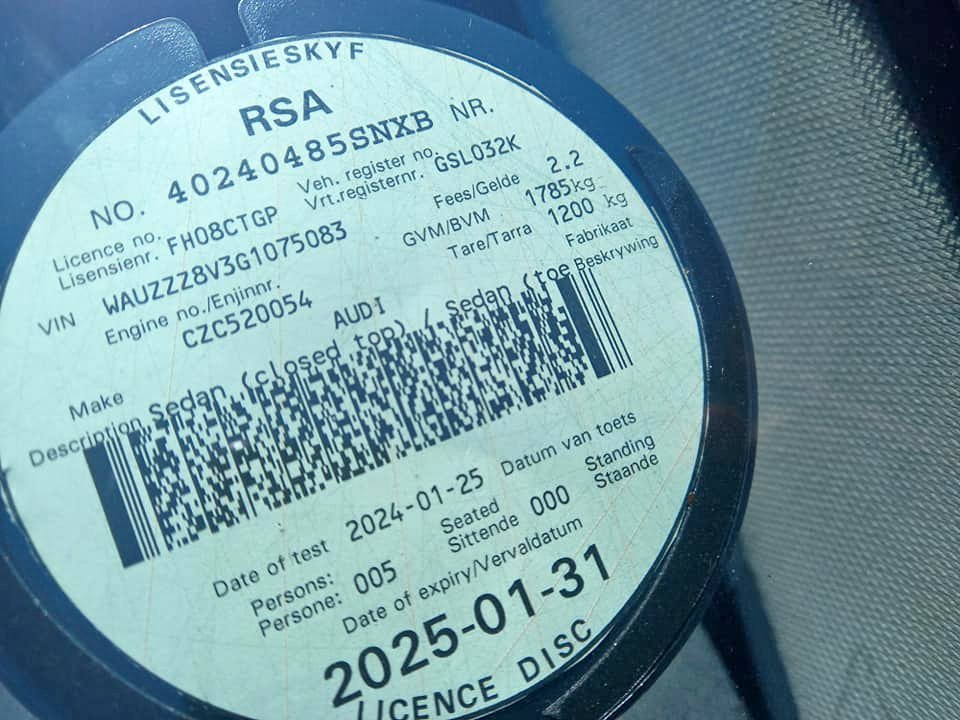 LISENSIESKYF
RSA
NO. 40240485SNXB NR.
Licence no. Veh. register no.
Lisensienr. FH08CTGP Vrt.registernr. GSL032K
VIN WAUZZZ8V3G1075083 Fees/Gelde 2.2
Engine no./Enjinnr. GVM/BVM 1785kg
CZC520054 Tare/Tarra 1200 kg
Make AUDI Fabrikaat
Description Sedan (closed top) / Sedan (toe Beskrywing
Date of test 2024-01-25 Datum van toets
Persons: Seated Standing
Persone: 005 Sittende 000 Staande
Date of expiry/Vervaldatum
2025-01-31
LICENCE DISC